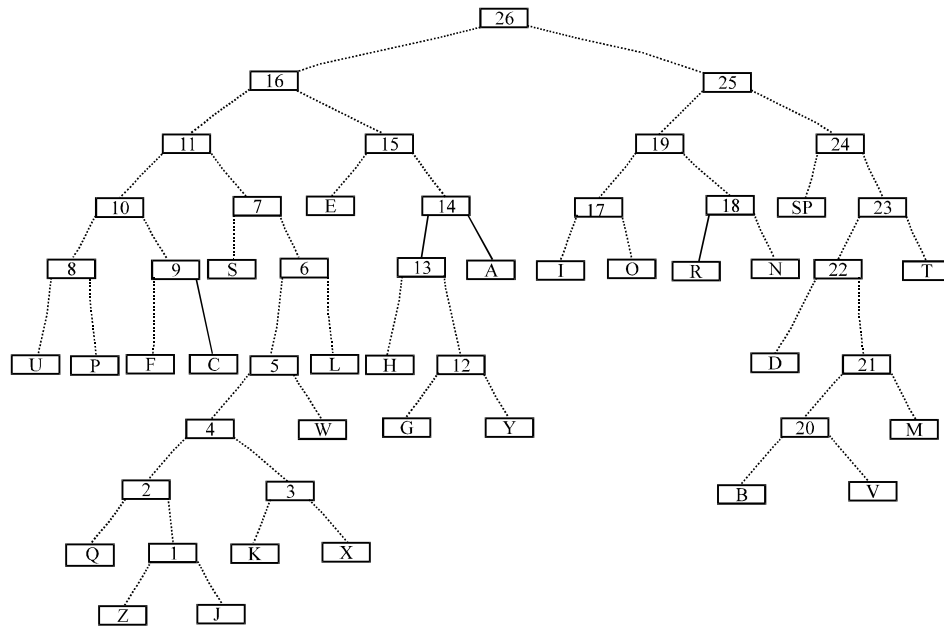 26
16 25
11 15 19 24
10 7 E 14 17 18 SP 23
8 9 S 6 13 A I O R N 22 T
U P F C 5 L H 12 D 21
4 W G Y 20 M
2 3 B V
Q 1 K X
Z J